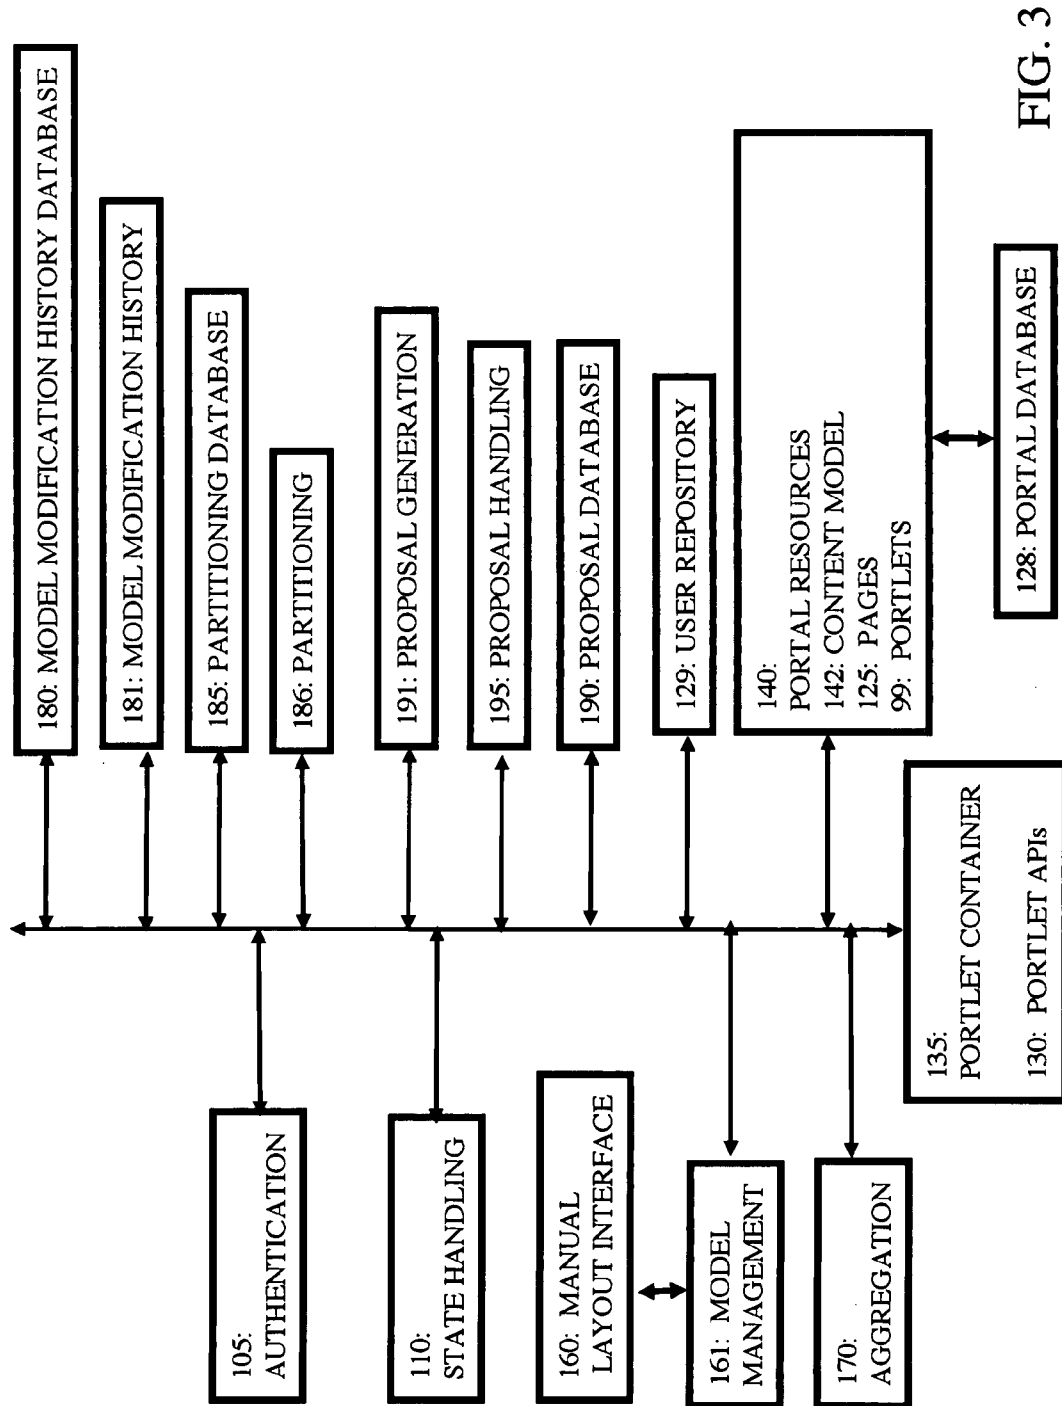 180: MODEL MODIFICATION HISTORY DATABASE
181: MODEL MODIFICATION HISTORY
185: PARTITIONING DATABASE
186: PARTITIONING
191: PROPOSAL GENERATION
195: PROPOSAL HANDLING
190: PROPOSAL DATABASE
129: USER REPOSITORY
140:
PORTAL RESOURCES
142: CONTENT MODEL
125: PAGES
99: PORTLETS
128: PORTAL DATABASE
105:
AUTHENTICATION
110:
STATE HANDLING
160: MANUAL
LAYOUT INTERFACE
161: MODEL
MANAGEMENT
170:
AGGREGATION
135:
PORTLET CONTAINER
130: PORTLET APIs
FIG. 3